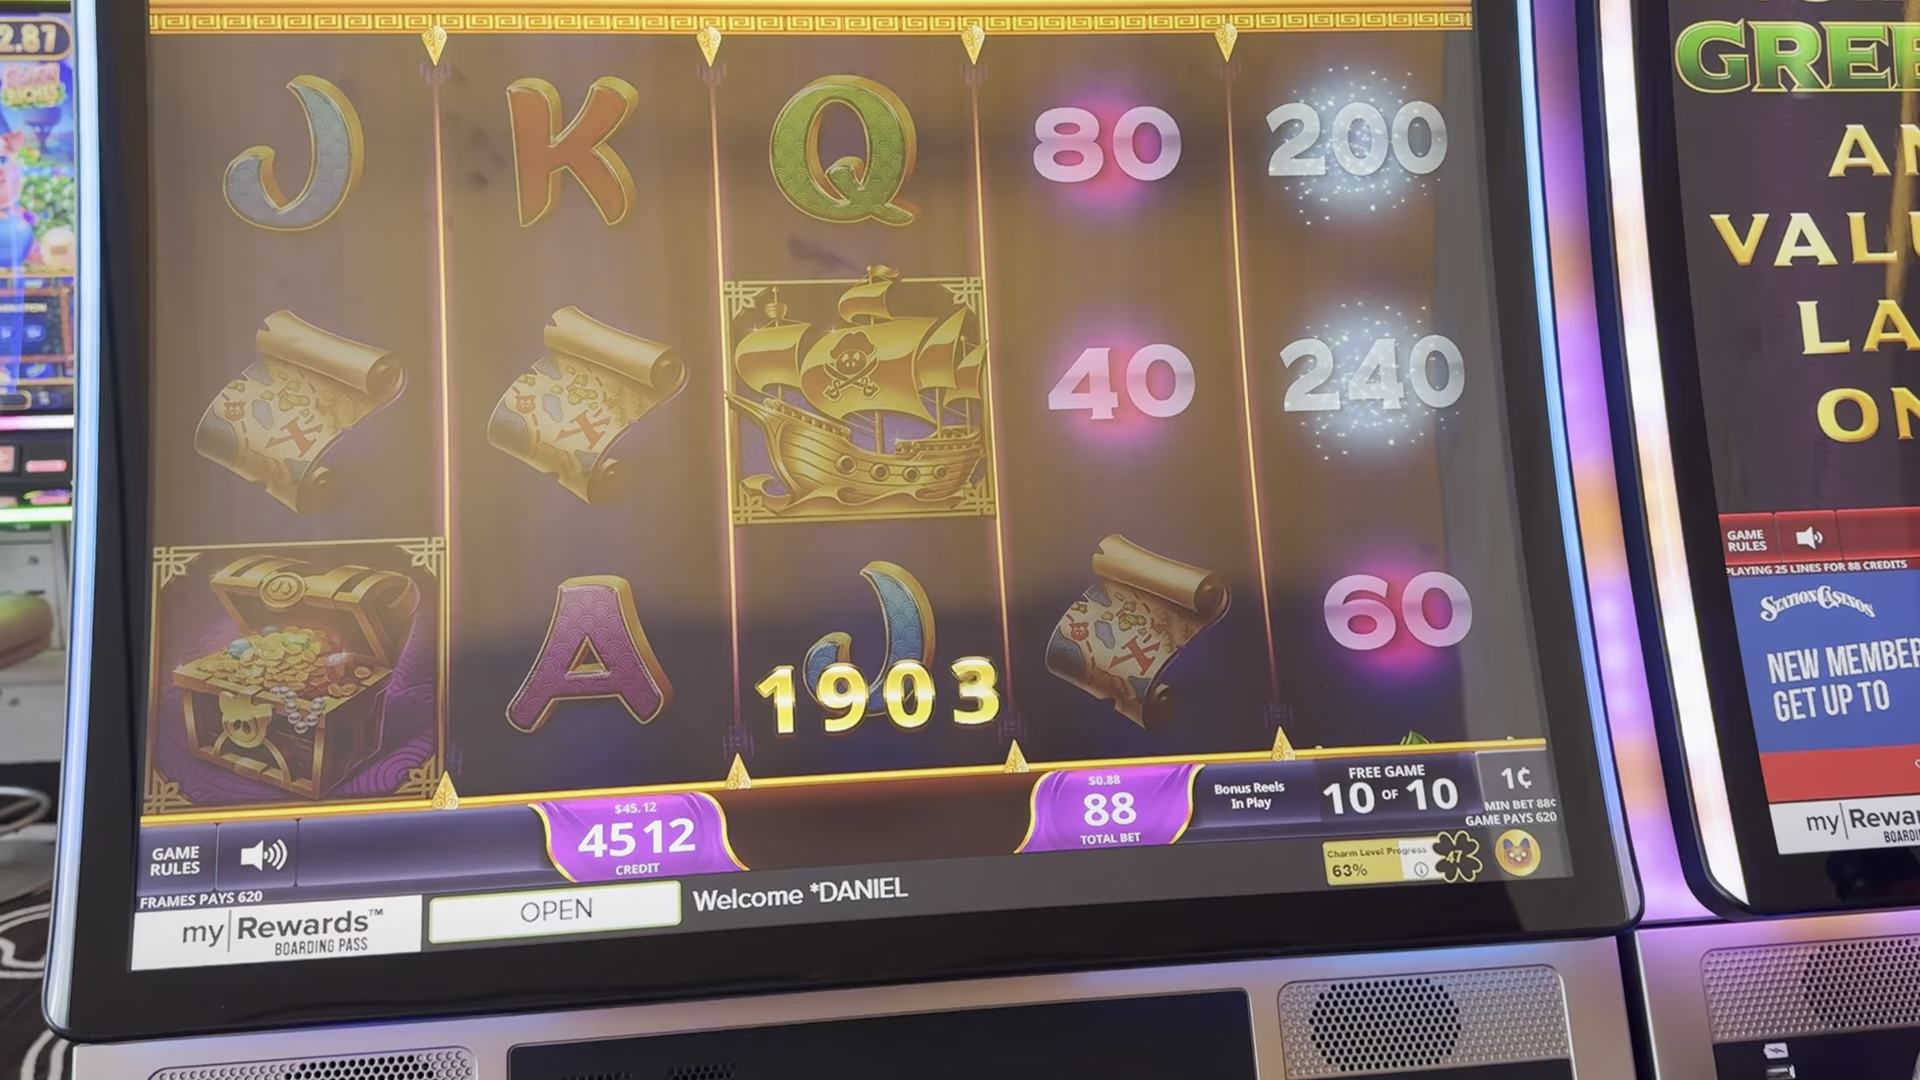 2.87
J K Q 80 200
40 240
A J 60
1903
$45.12
4512
CREDIT
$0.88
88
TOTAL BET
Bonus Reels
In Play
FREE GAME
10 OF 10
1¢
MIN BET 88¢
GAME PAYS 620
GAME
RULES
FRAMES PAYS 620
Charm Level Progress
63%
47
my|Rewards™
BOARDING PASS
OPEN
Welcome *DANIEL
GREE
AN
VALU
LA
ON
GAME
RULES
PLAYING 25 LINES FOR 88 CREDITS
STATION CASINOS
NEW MEMBER
GET UP TO
my|Rewar
BOARDI